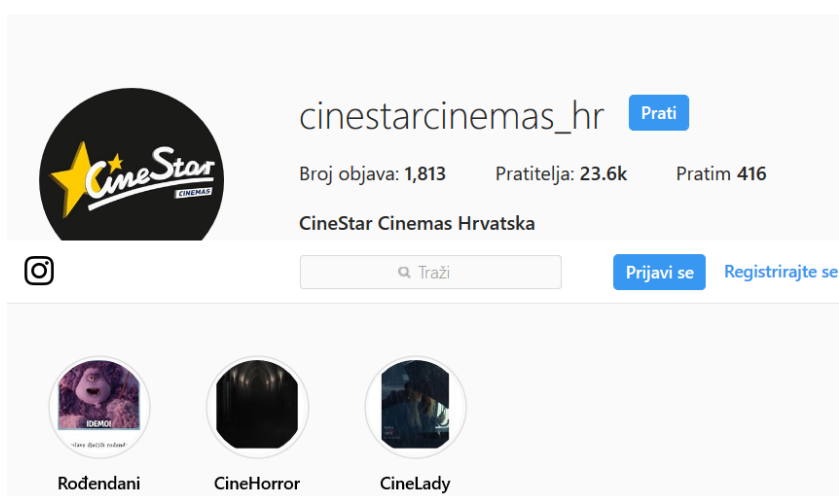 cinestarcinemas_hr Prati
CineStar
CINEMAS
Broj objava: 1,813 Pratitelja: 23.6k Pratim 416
CineStar Cinemas Hrvatska
Traži Prijavi se Registrirajte se
IDEMO!
Rođendani CineHorror CineLady